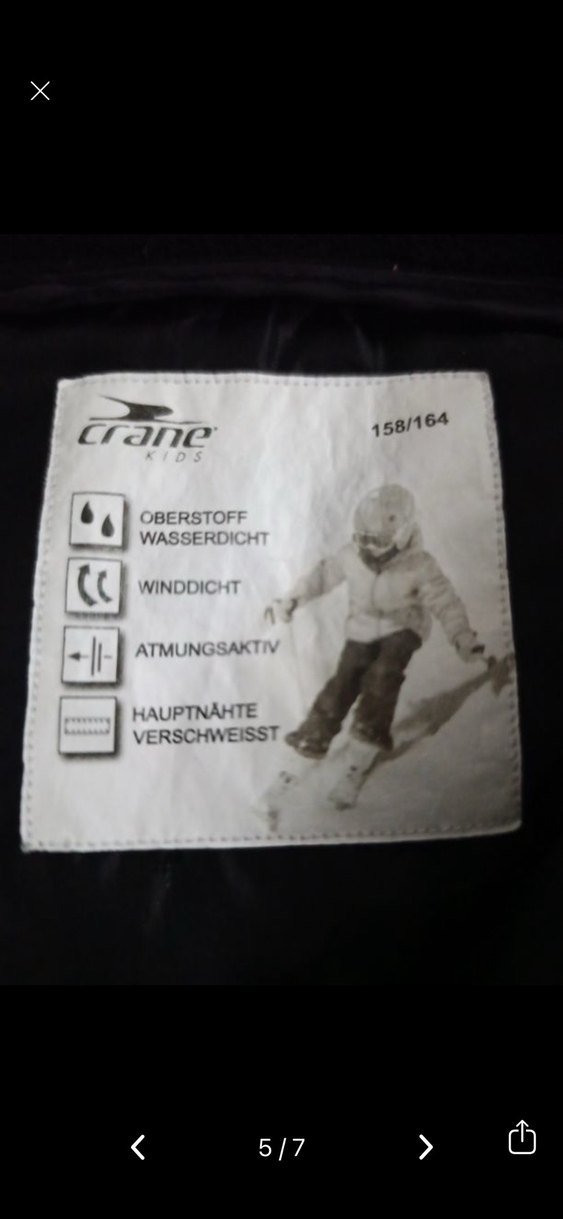 crane
KIDS
158/164
OBERSTOFF
WASSERDICHT
WINDDICHT
ATMUNGSAKTIV
HAUPTNÄHTE
VERSCHWEISST
5/7